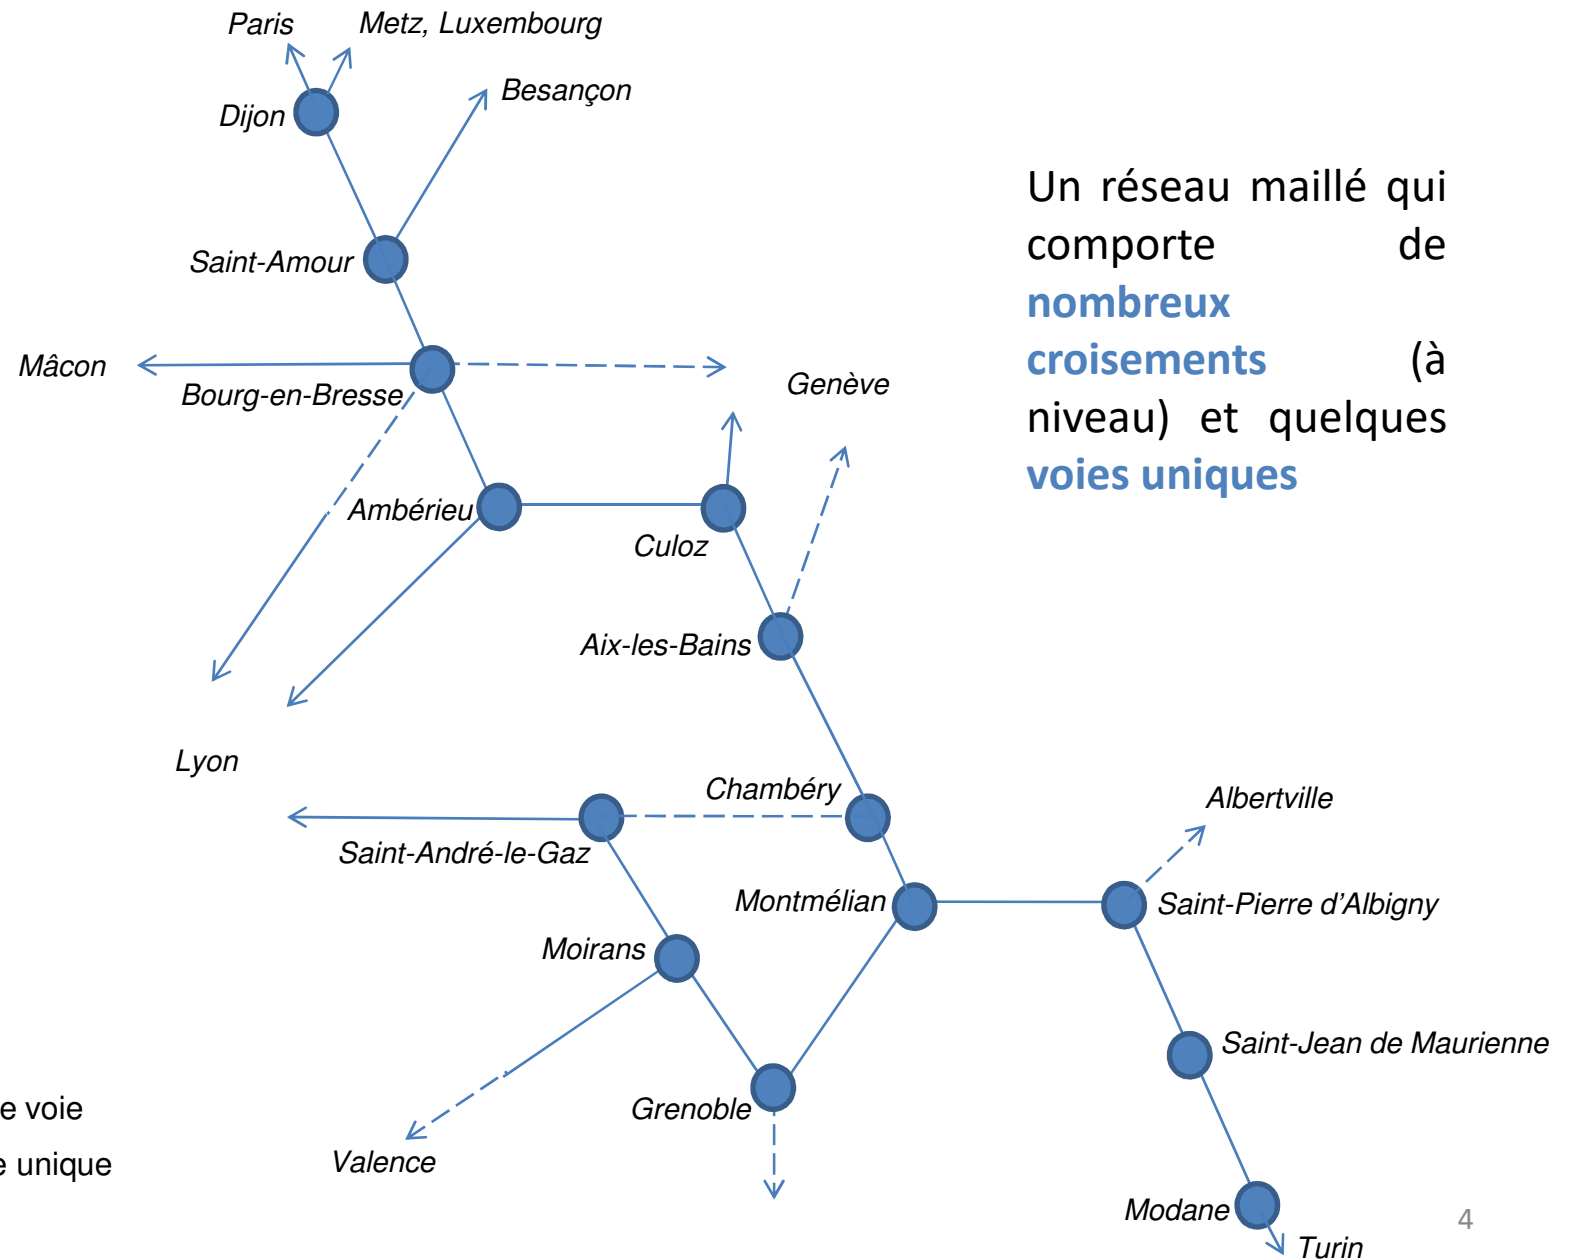 Paris
Metz, Luxembourg
Besançon
Dijon
Saint-Amour
Mâcon
Bourg-en-Bresse
Genève
Ambérieu
Culoz
Aix-les-Bains
Lyon
Chambéry
Saint-André-le-Gaz
Albertville
Montmélian
Saint-Pierre d'Albigny
Moirans
Saint-Jean de Maurienne
Grenoble
Valence
Modane
Turin
Un réseau maillé qui
comporte de
nombreux
croisements (à
niveau) et quelques
voies uniques
e voie
e unique
4